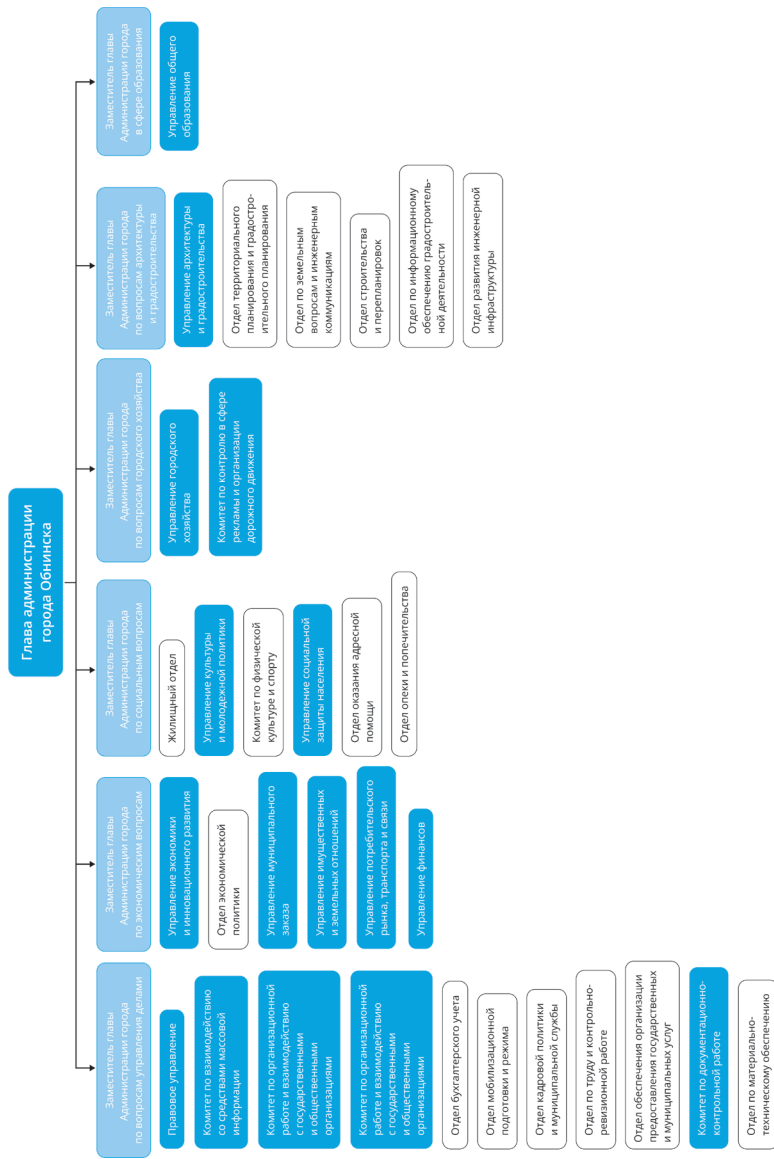 Глава администрации
города Обнинска
Заместитель главы
Администрации города
по вопросам управления делами
Правовое управление
Комитет по взаимодействию
со средствами массовой
информации
Комитет по организационной
работе и взаимодействию
с государственными
и общественными
организациями
Комитет по организационной
работе и взаимодействию
с государственными
и общественными
организациями
Отдел бухгалтерского учета
Отдел мобилизационной
подготовки и режима
Отдел кадровой политики
и муниципальной службы
Отдел по труду и контрольно-
ревизионной работе
Отдел обеспечения организации
предоставления государственных
и муниципальных услуг
Комитет по документационно-
контрольной работе
Отдел по материально-
техническому обеспечению
Заместитель главы
Администрации города
по экономическим вопросам
Управление экономики
и инновационного развития
Отдел экономической
политики
Управление муниципального
заказа
Управление имущественных
и земельных отношений
Управление потребительского
рынка, транспорта и связи
Управление финансов
Заместитель главы
Администрации города
по социальным вопросам
Жилищный отдел
Управление культуры
и молодежной политики
Комитет по физической
культуре и спорту
Управление социальной
защиты населения
Отдел оказания адресной
помощи
Отдел опеки и попечительства
Заместитель главы
Администрации города
по вопросам городского хозяйства
Управление городского
хозяйства
Комитет по контролю в сфере
рекламы и организации
дорожного движения
Заместитель главы
Администрации города
по вопросам архитектуры
и градостроительства
Управление архитектуры
и градостроительства
Отдел территориального
планирования и градостро-
ительного планирования
Отдел по земельным
вопросам и инженерным
коммуникациям
Отдел строительства
и перепланировок
Отдел по информационному
обеспечению градостроитель-
ной деятельности
Отдел развития инженерной
инфраструктуры
Заместитель главы
Администрации города
в сфере образования
Управление общего
образования